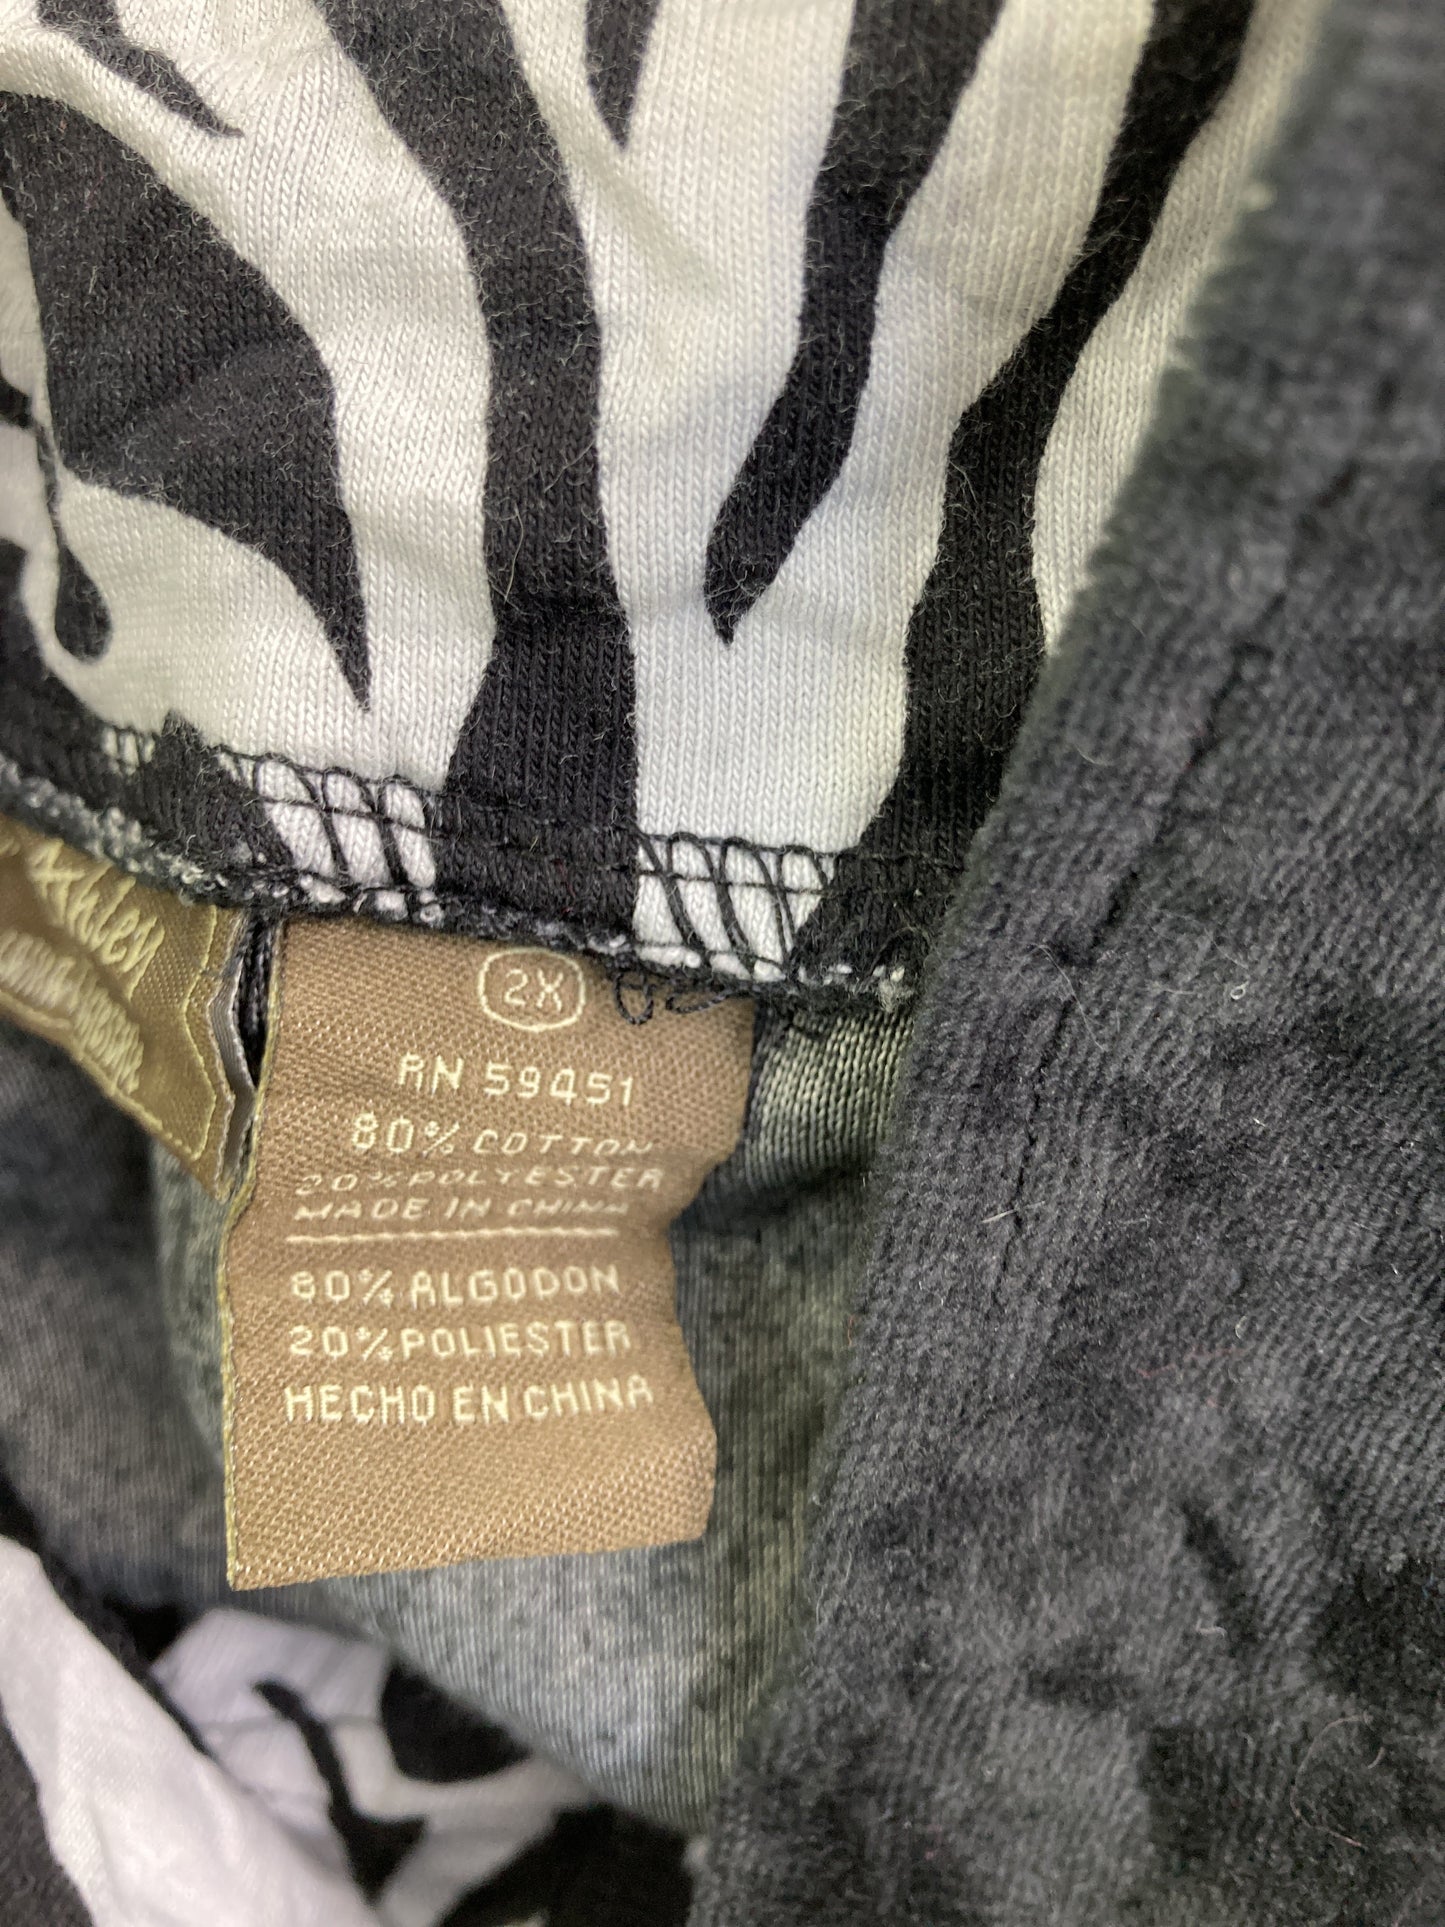 2X
RN 59451
80% COTTON
20% POLYESTER
MADE IN CHINA
80% ALGODON
20% POLIESTER
HECHO EN CHINA